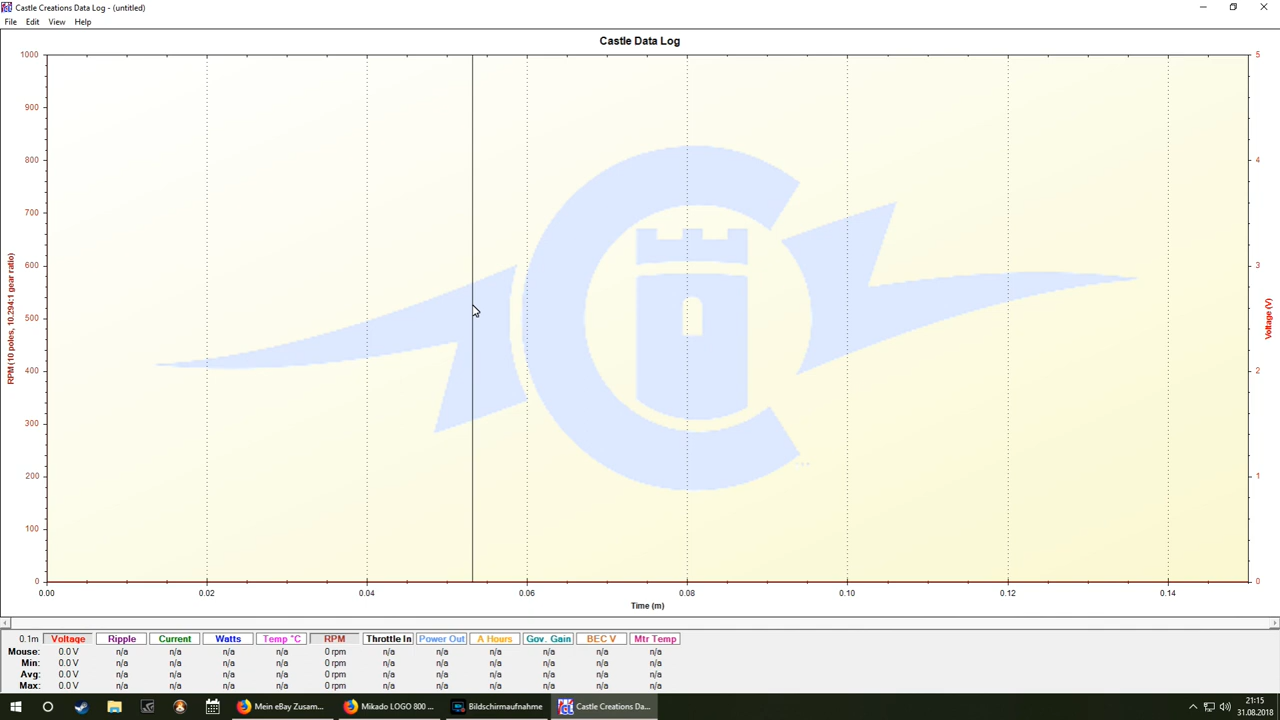 Castle Creations Data Log - (untitled)
File Edit View Help
Castle Data Log
1000 5
900
800 4
700
600 3
500
400 2
300
200 1
100
0 0
RPM (10 poles, 10.294:1 gear ratio)
Voltage (V)
0.00 0.02 0.04 0.06 0.08 0.10 0.12 0.14
Time (m)
0.1m Voltage Ripple Current Watts Temp °C RPM Throttle In Power Out A Hours Gov. Gain BEC V Mtr Temp
Mouse: 0.0 V n/a n/a n/a n/a 0 rpm n/a n/a n/a n/a n/a n/a
Min: 0.0 V n/a n/a n/a n/a 0 rpm n/a n/a n/a n/a n/a n/a
Avg: 0.0 V n/a n/a n/a n/a 0 rpm n/a n/a n/a n/a n/a n/a
Max: 0.0 V n/a n/a n/a n/a 0 rpm n/a n/a n/a n/a n/a n/a
Mein eBay Zusam... Mikado LOGO 800 ... Bildschirmaufnahme Castle Creations Da... 21:15
31.08.2018